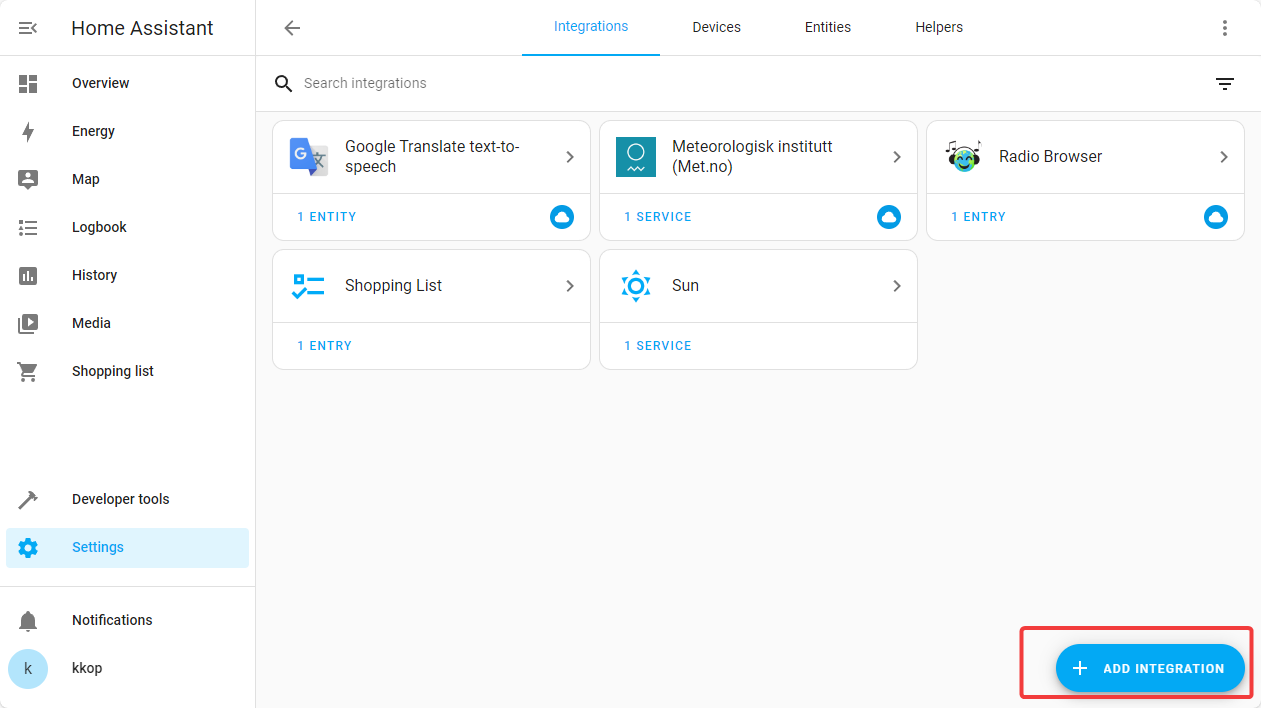 Home Assistant
Integrations
Devices
Entities
Helpers
Search integrations
Overview
Energy
Map
Logbook
History
Media
Shopping list
Developer tools
Settings
Notifications
k
kkop
G
Google Translate text-to-
speech
1 ENTITY
Meteorologisk institutt
(Met.no)
1 SERVICE
Radio Browser
1 ENTRY
Shopping List
1 ENTRY
Sun
1 SERVICE
ADD INTEGRATION